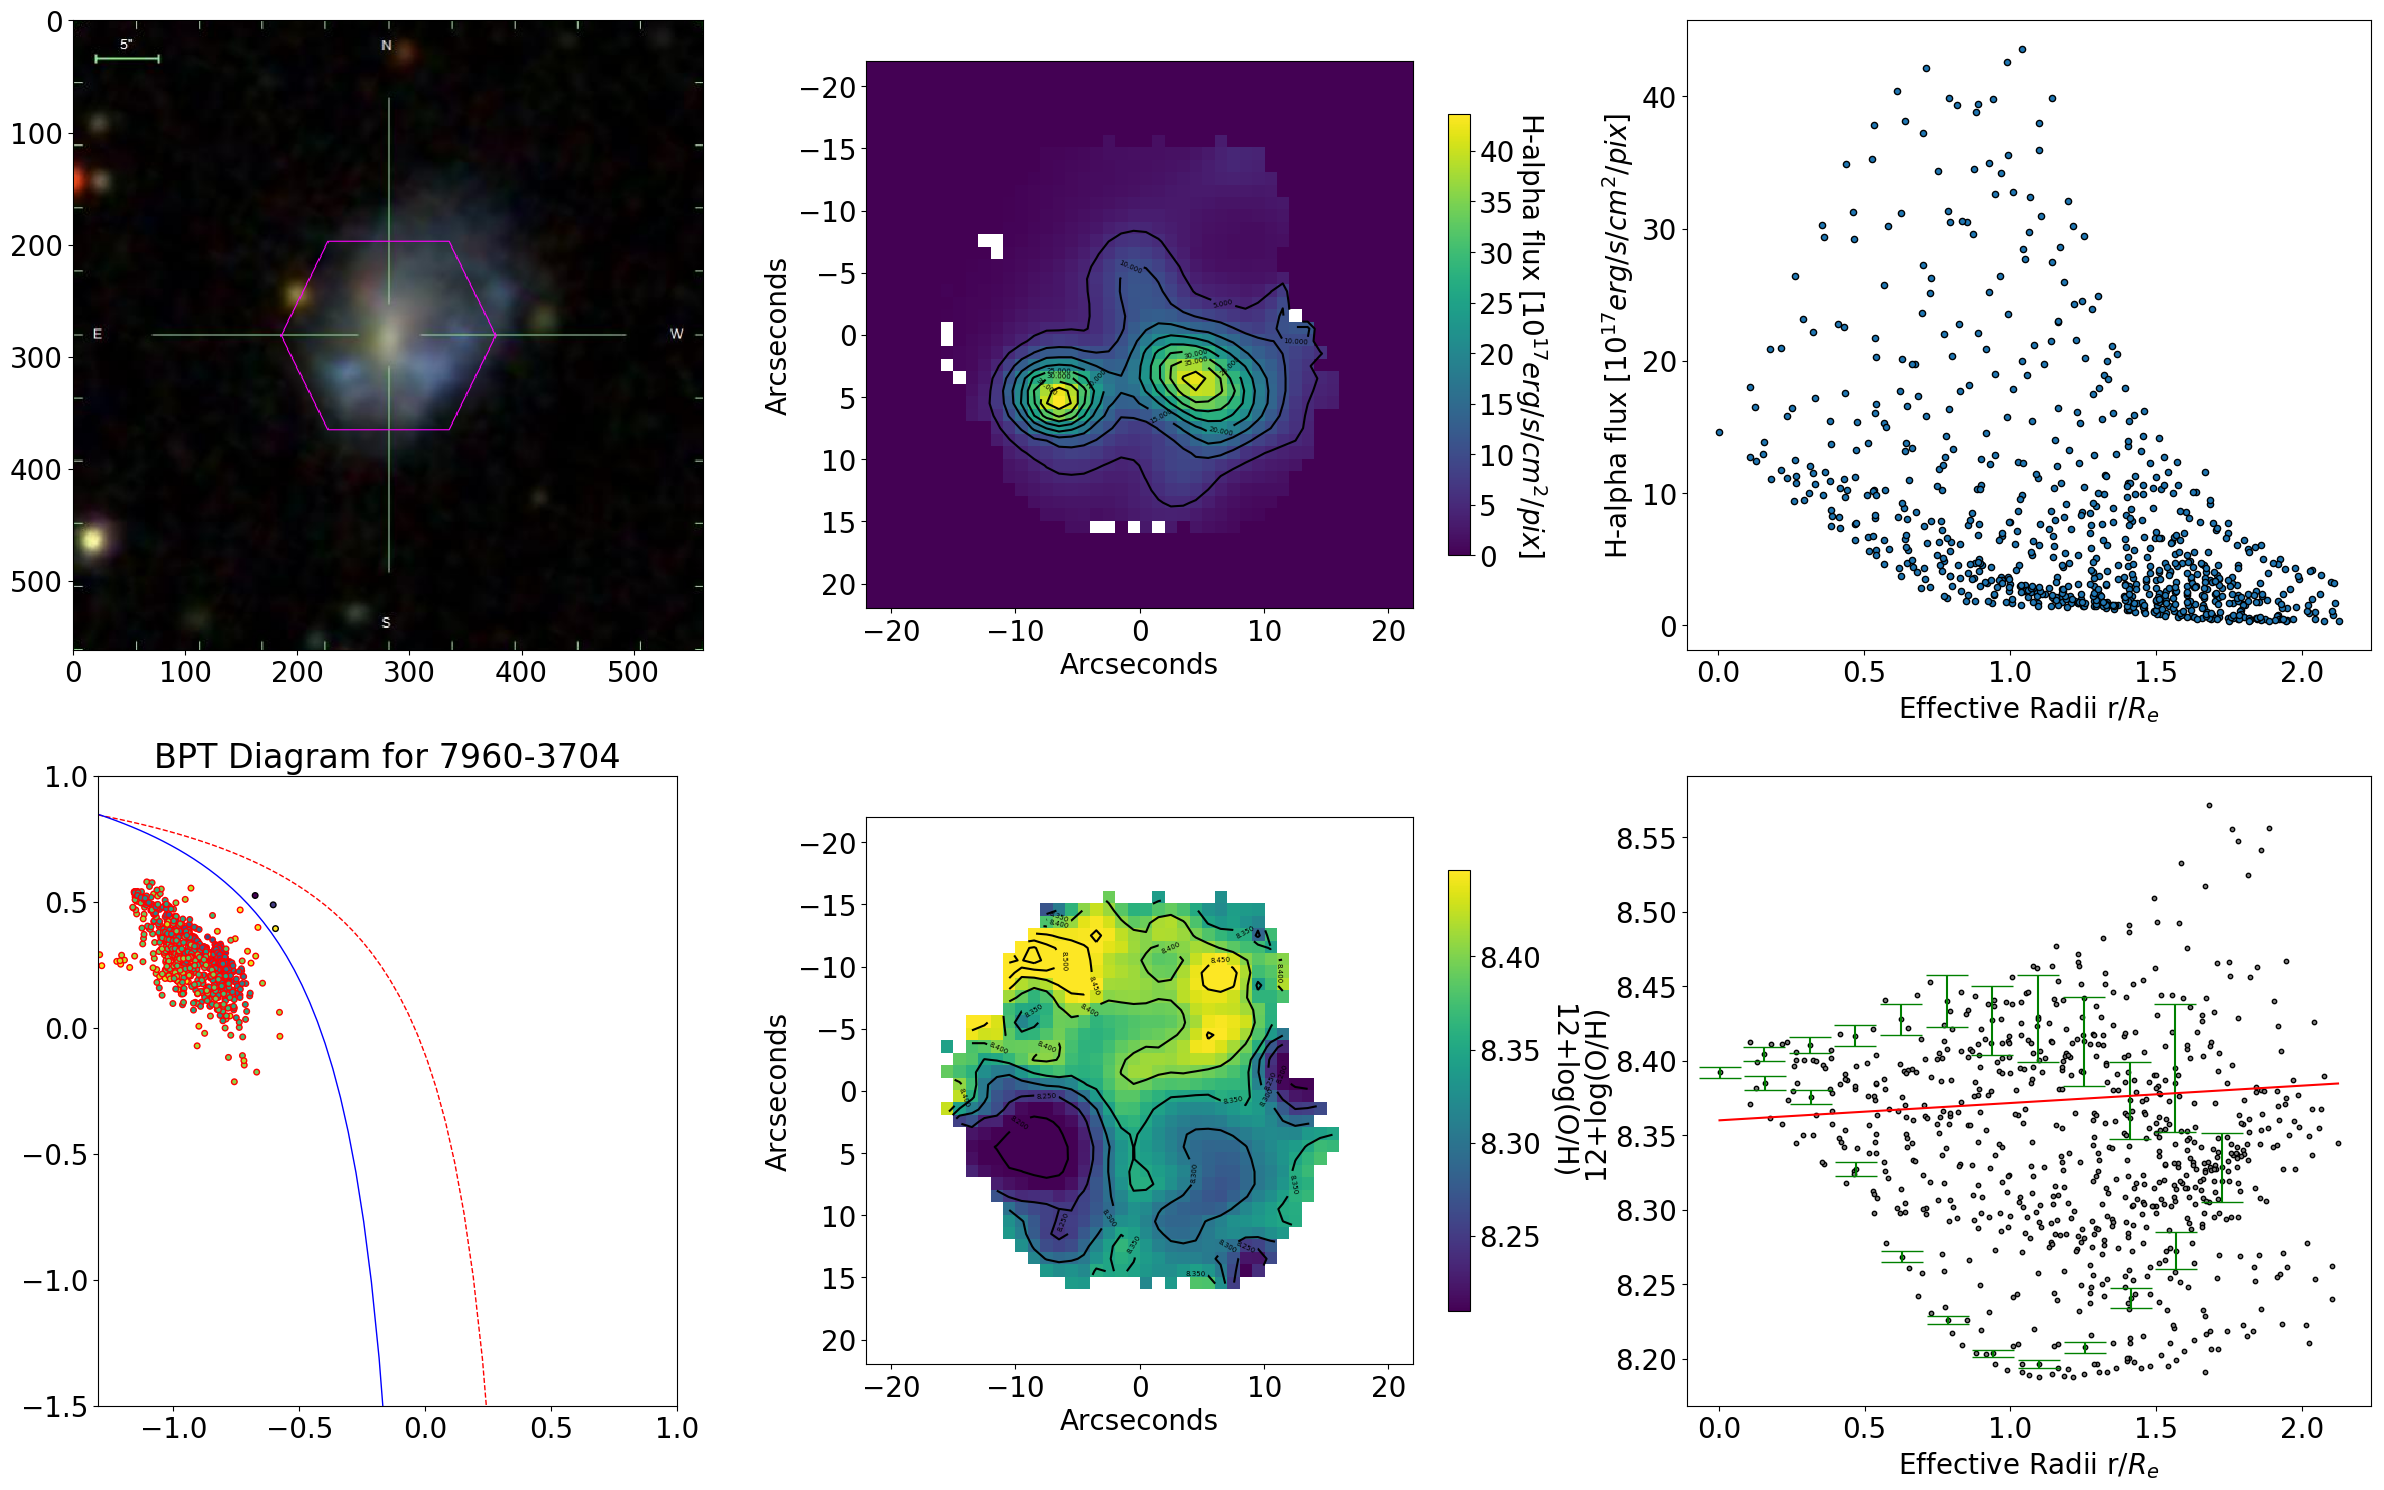 0
100
200
300
400
500
0 100 200 300 400 500
5"
N
E
W
S
−20
−15
−10
−5
0
5
10
15
20
−20 −10 0 10 20
Arcseconds
Arcseconds
40
35
30
25
20
15
10
5
0
H-alpha flux [10^17 erg/s/cm^2/pix]
H-alpha flux [10^17 erg/s/cm^2/pix]
40
30
20
10
0
0.0 0.5 1.0 1.5 2.0
Effective Radii r/R_e
BPT Diagram for 7960-3704
1.0
0.5
0.0
−0.5
−1.0
−1.5
−1.0 −0.5 0.0 0.5 1.0
−20
−15
−10
−5
0
5
10
15
20
−20 −10 0 10 20
Arcseconds
Arcseconds
8.40
8.35
8.30
8.25
12+log(O/H)
12+log(O/H)
8.55
8.50
8.45
8.40
8.35
8.30
8.25
8.20
0.0 0.5 1.0 1.5 2.0
Effective Radii r/R_e